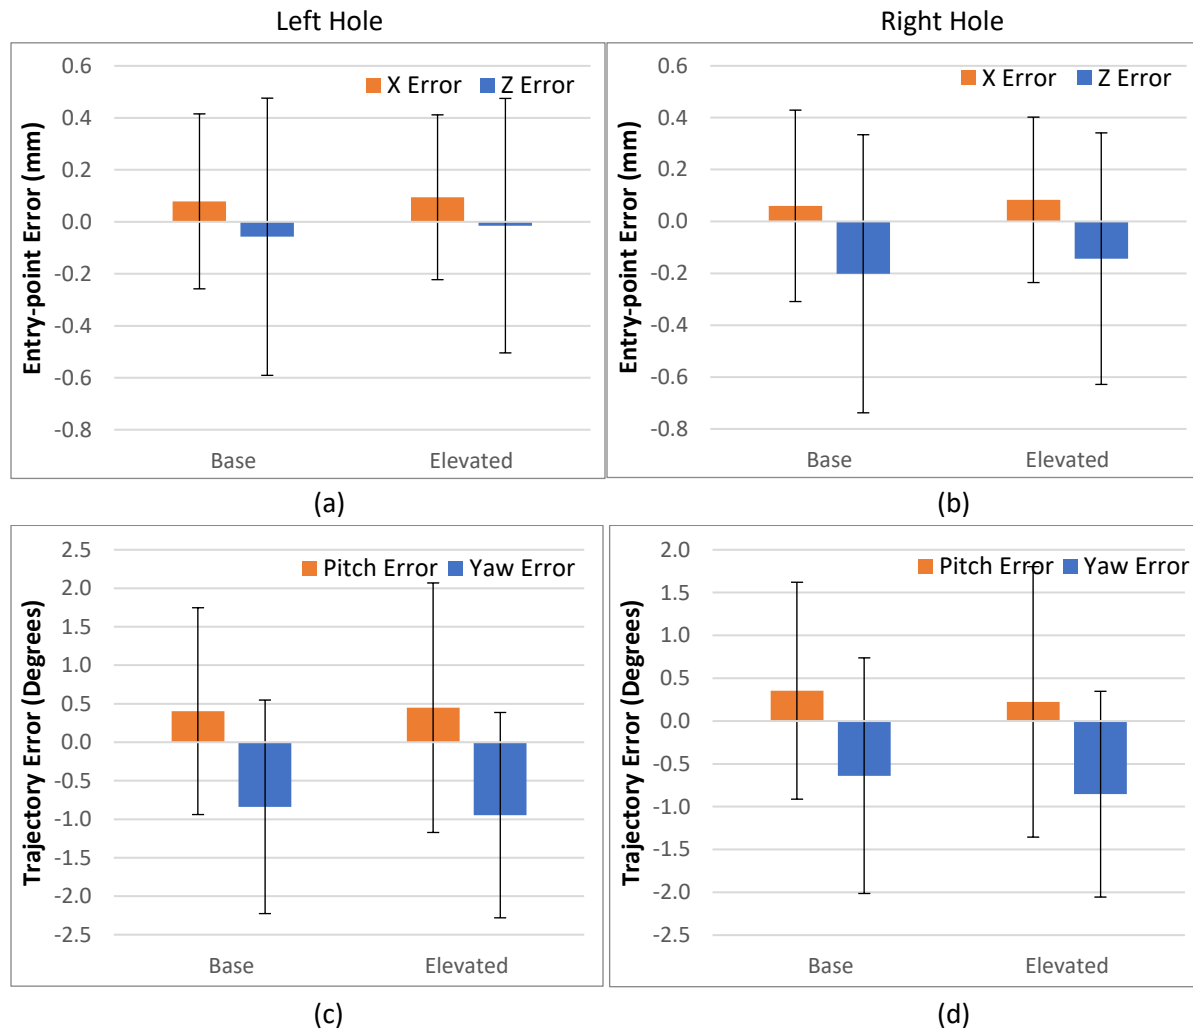 Left Hole
Right Hole
0.6
0.4
0.2
0.0
-0.2
-0.4
-0.6
-0.8
Entry-point Error (mm)
X Error Z Error
Base Elevated
(a)
0.6
0.4
0.2
0.0
-0.2
-0.4
-0.6
-0.8
Entry-point Error (mm)
X Error Z Error
Base Elevated
(b)
2.5
2.0
1.5
1.0
0.5
0.0
-0.5
-1.0
-1.5
-2.0
-2.5
Trajectory Error (Degrees)
Pitch Error Yaw Error
Base Elevated
(c)
2.0
1.5
1.0
0.5
0.0
-0.5
-1.0
-1.5
-2.0
-2.5
Trajectory Error (Degrees)
Pitch Error Yaw Error
Base Elevated
(d)